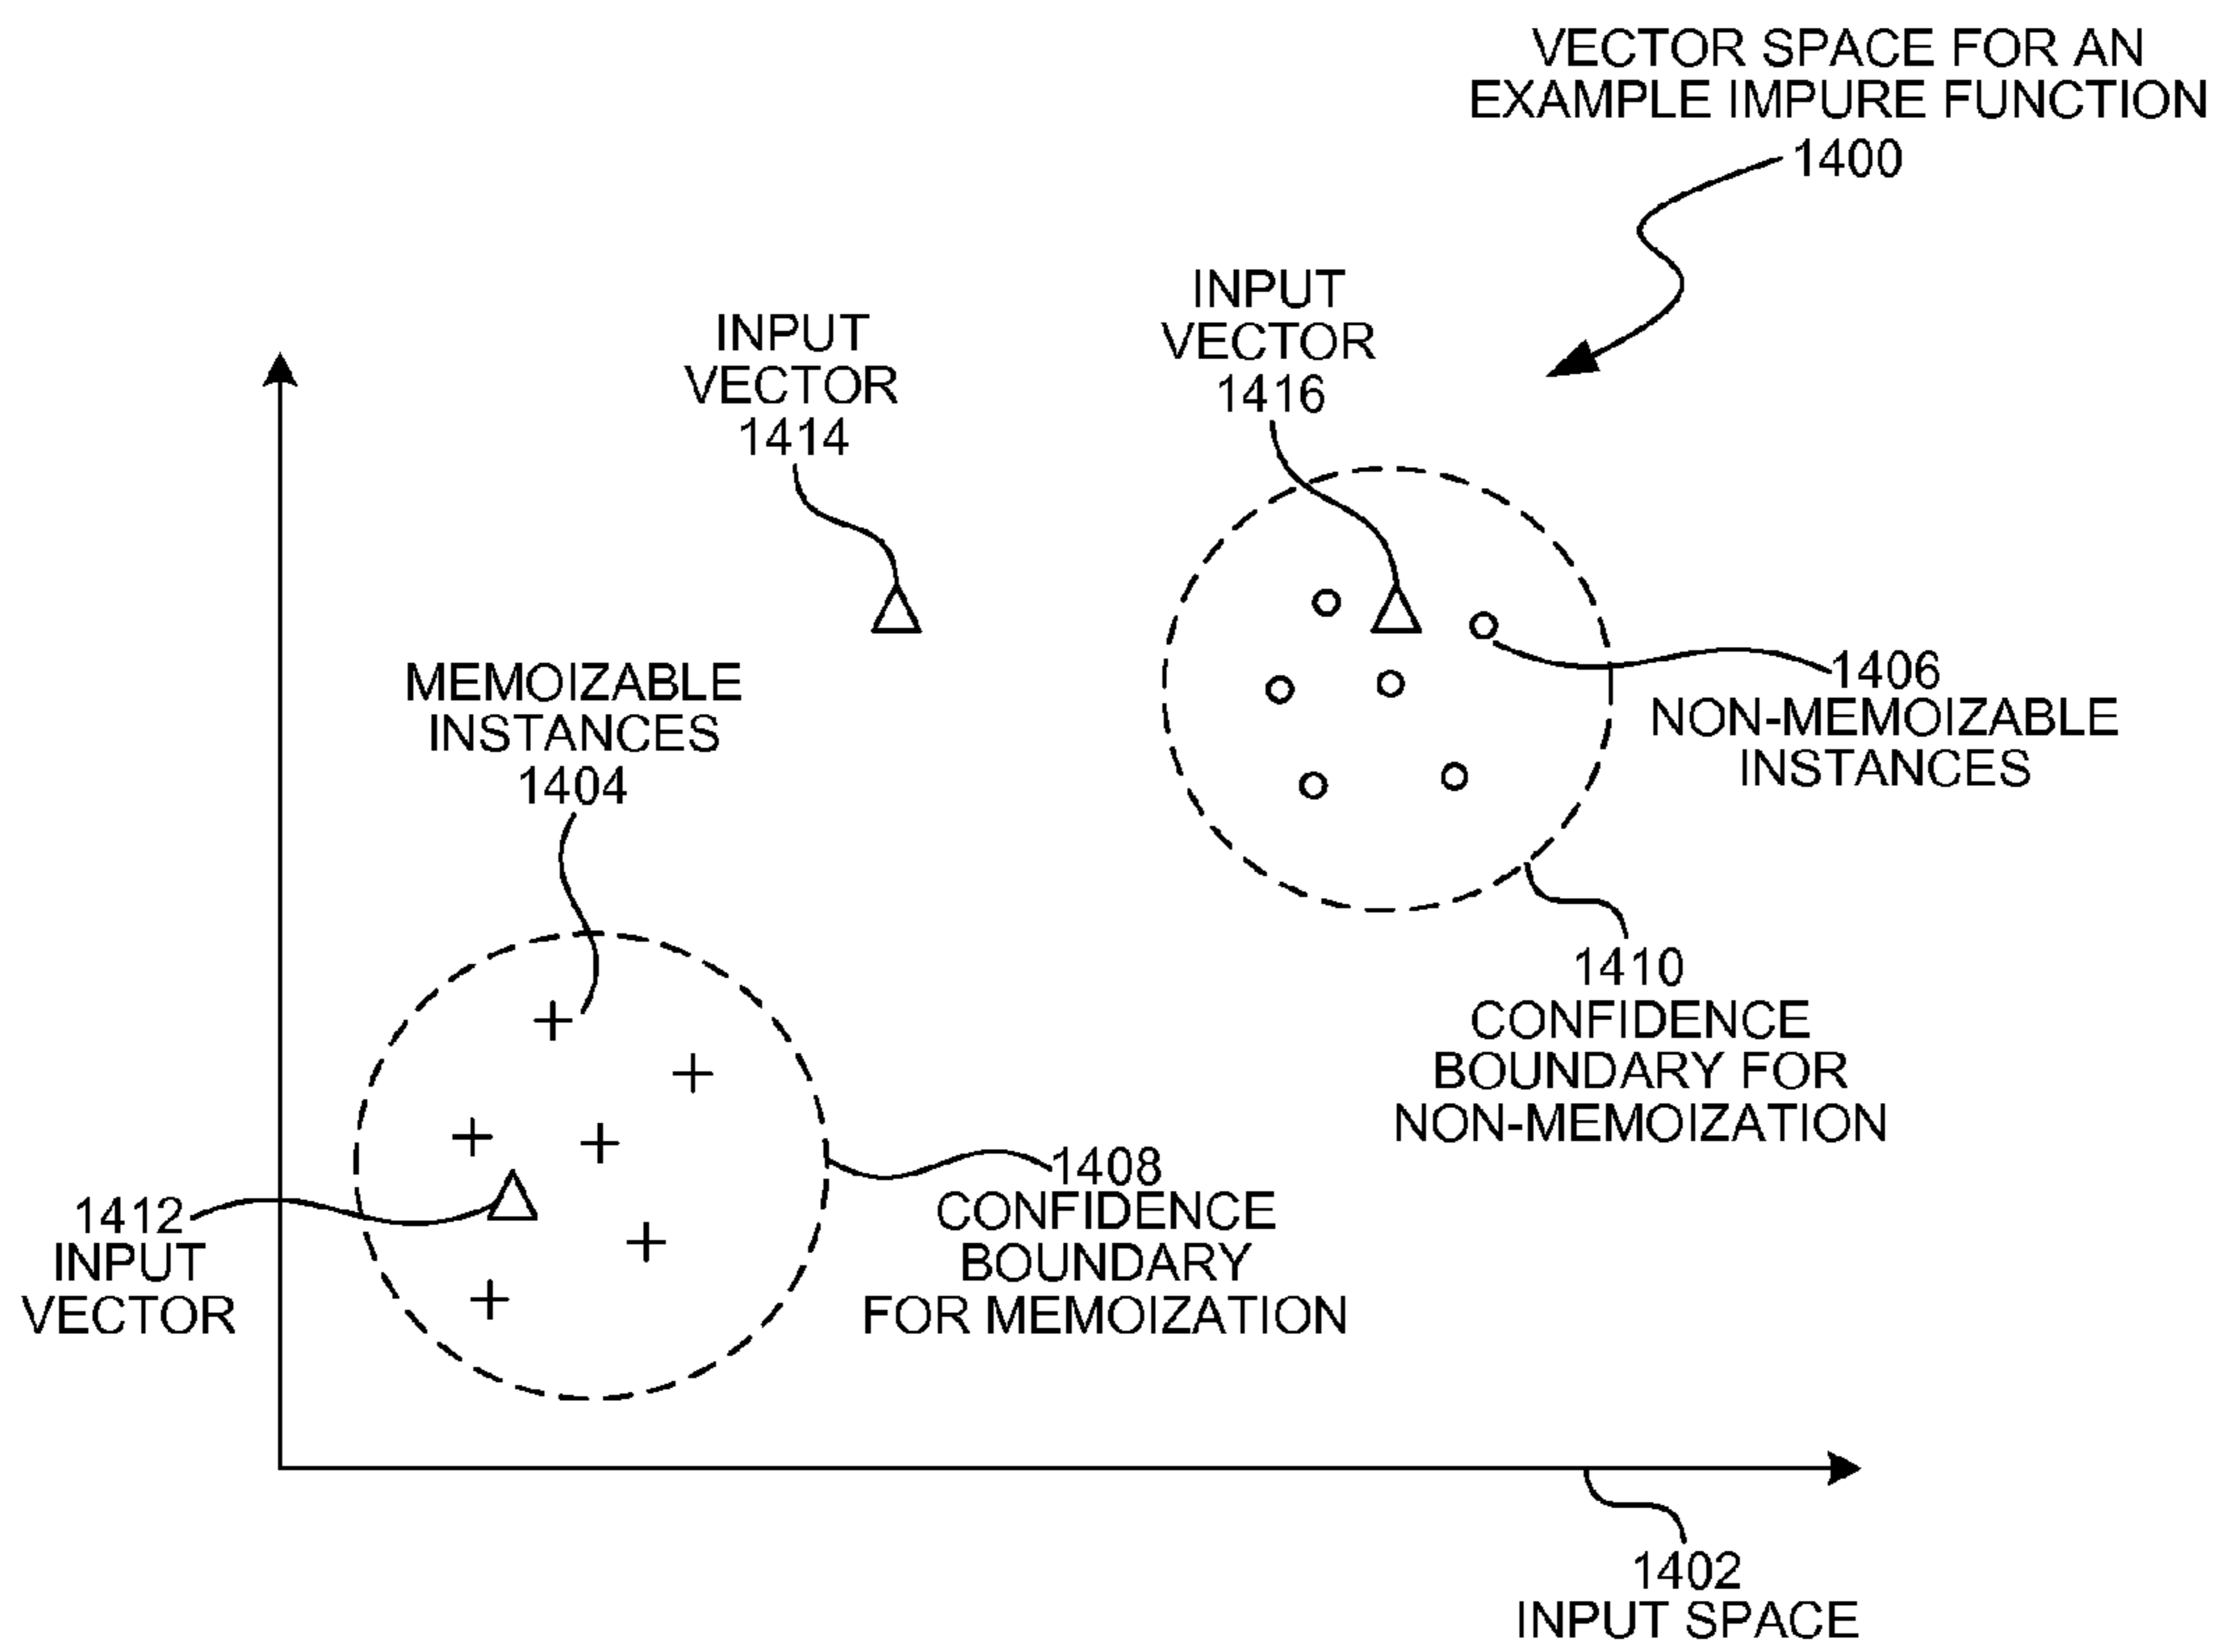 VECTOR SPACE FOR AN
EXAMPLE IMPURE FUNCTION
1400
INPUT
VECTOR
1416
INPUT
VECTOR
1414
MEMOIZABLE
INSTANCES
1404
1406
NON-MEMOIZABLE
INSTANCES
1410
CONFIDENCE
BOUNDARY FOR
NON-MEMOIZATION
1408
CONFIDENCE
BOUNDARY
FOR MEMOIZATION
1412
INPUT
VECTOR
1402
INPUT SPACE